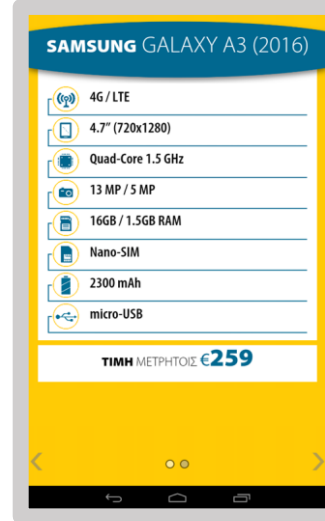 SAMSUNG GALAXY A3 (2016)
4G / LTE
4.7" (720x1280)
Quad-Core 1.5 GHz
13 MP / 5 MP
16GB / 1.5GB RAM
Nano-SIM
2300 mAh
micro-USB
ΤΙΜΗ ΜΕΤΡΗΤΟΙΣ €259